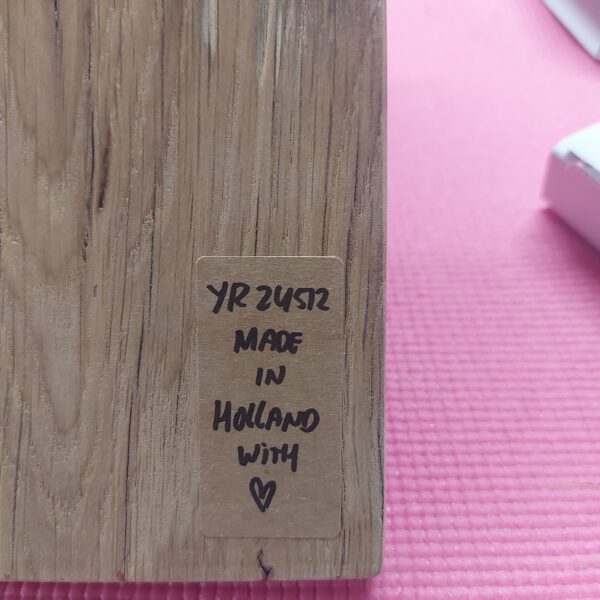 YR 24512
MADE
IN
HOLLAND
WITH
♡